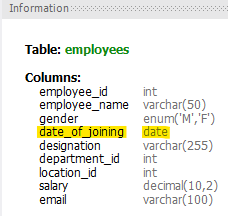 Information
Table: employees
Columns:
employee_id int
employee_name varchar(50)
gender enum('M','F')
date_of_joining date
designation varchar(255)
department_id int
location_id int
salary decimal(10,2)
email varchar(100)